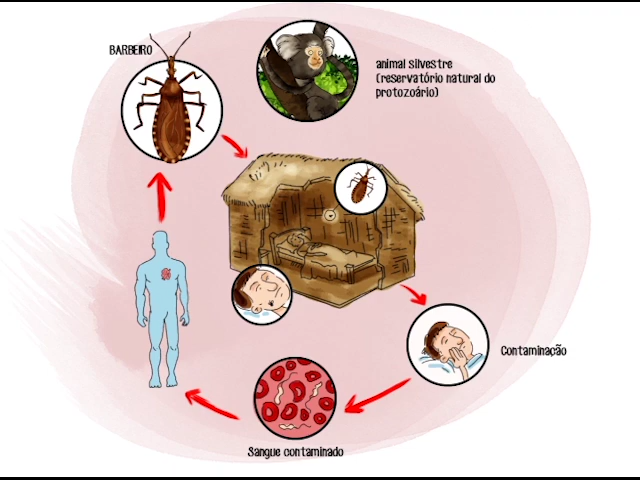 BARBEIRO
animal silvestre
(reservatório natural do
protozoário)
Contaminação
Sangue contaminado